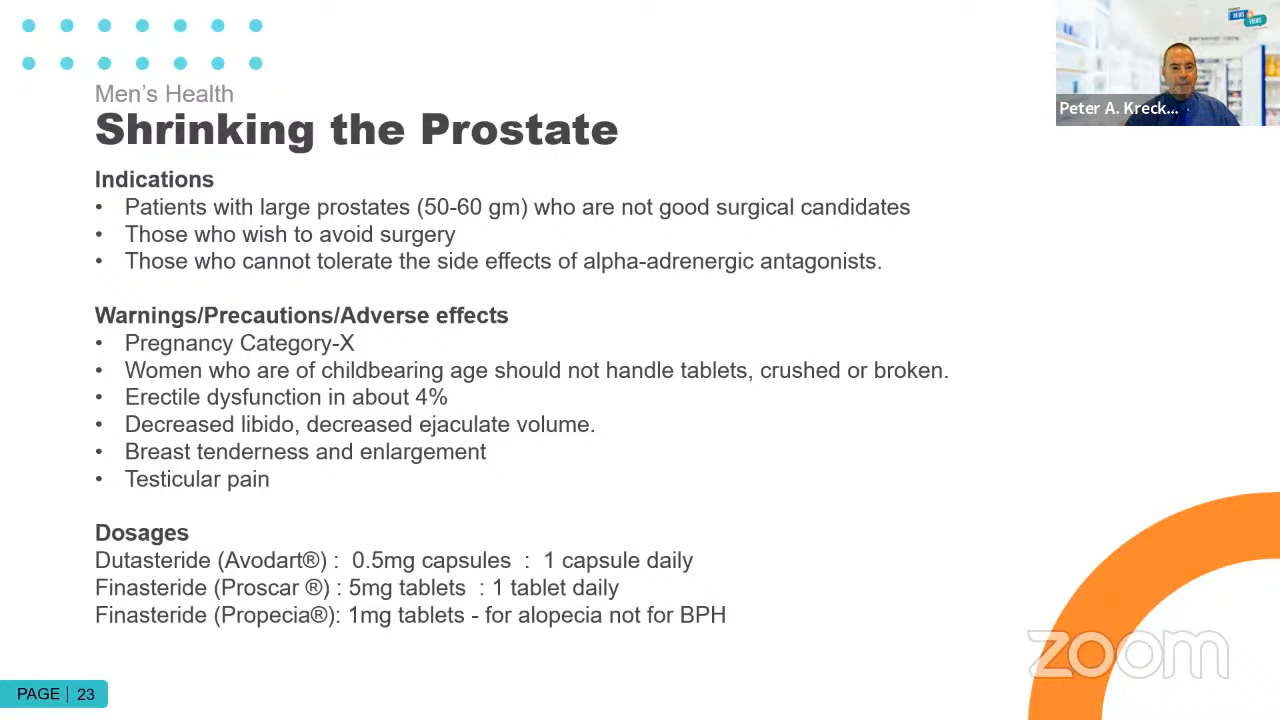 Men's Health
Shrinking the Prostate
Indications
• Patients with large prostates (50-60 gm) who are not good surgical candidates
• Those who wish to avoid surgery
• Those who cannot tolerate the side effects of alpha-adrenergic antagonists.
Warnings/Precautions/Adverse effects
• Pregnancy Category-X
• Women who are of childbearing age should not handle tablets, crushed or broken.
• Erectile dysfunction in about 4%
• Decreased libido, decreased ejaculate volume.
• Breast tenderness and enlargement
• Testicular pain
Dosages
Dutasteride (Avodart®) :  0.5mg capsules  :  1 capsule daily
Finasteride (Proscar ®) : 5mg tablets  : 1 tablet daily
Finasteride (Propecia®): 1mg tablets - for alopecia not for BPH
PAGE | 23
NEWS
VIEWS
Peter A. Kreck...
zoom